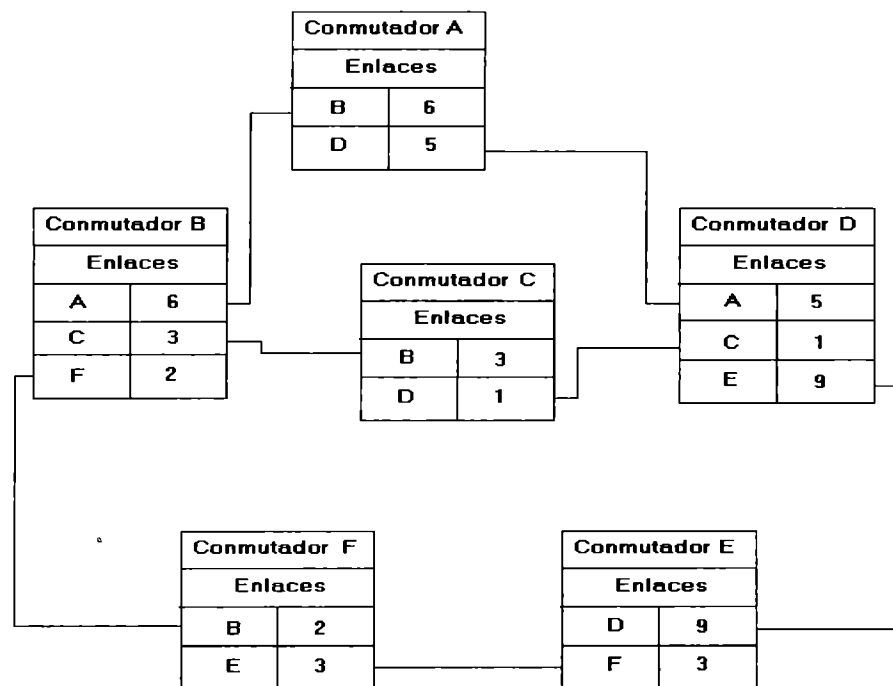 Conmutador A
Enlaces
B 6
D 5
Conmutador B
Enlaces
A 6
C 3
F 2
Conmutador C
Enlaces
B 3
D 1
Conmutador D
Enlaces
A 5
C 1
E 9
Conmutador F
Enlaces
B 2
E 3
Conmutador E
Enlaces
D 9
F 3